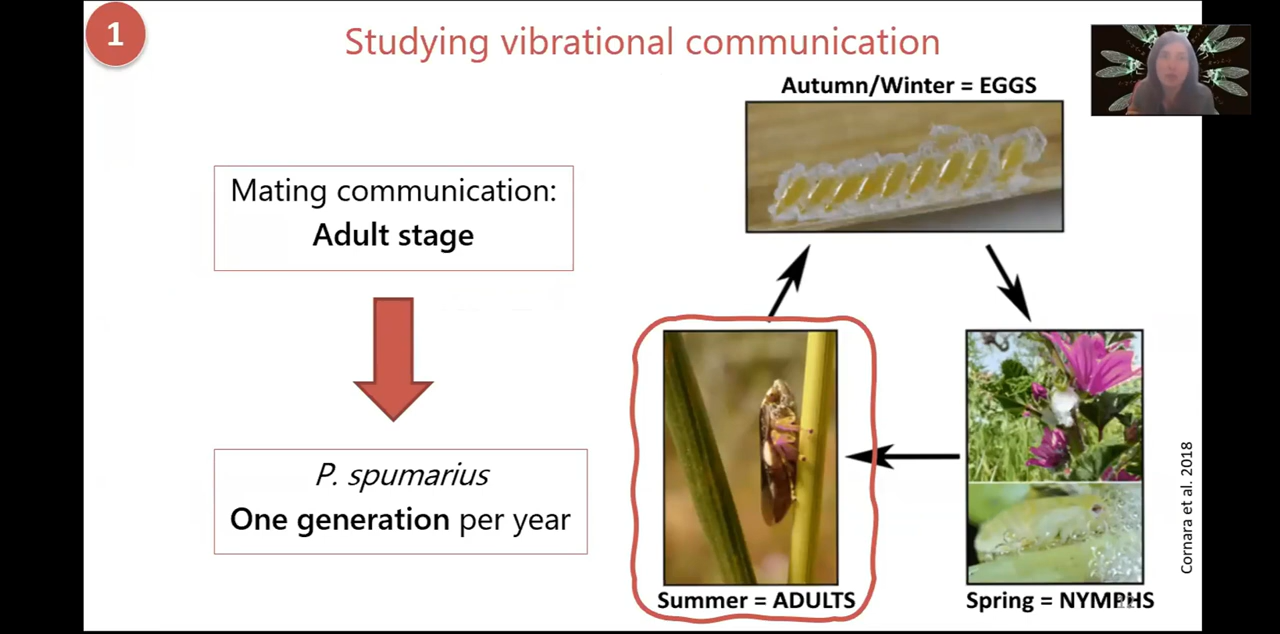 1
Studying vibrational communication
Autumn/Winter = EGGS
Mating communication:
Adult stage
P. spumarius
One generation per year
Summer = ADULTS
Spring = NYMPHS
12
Cornara et al. 2018